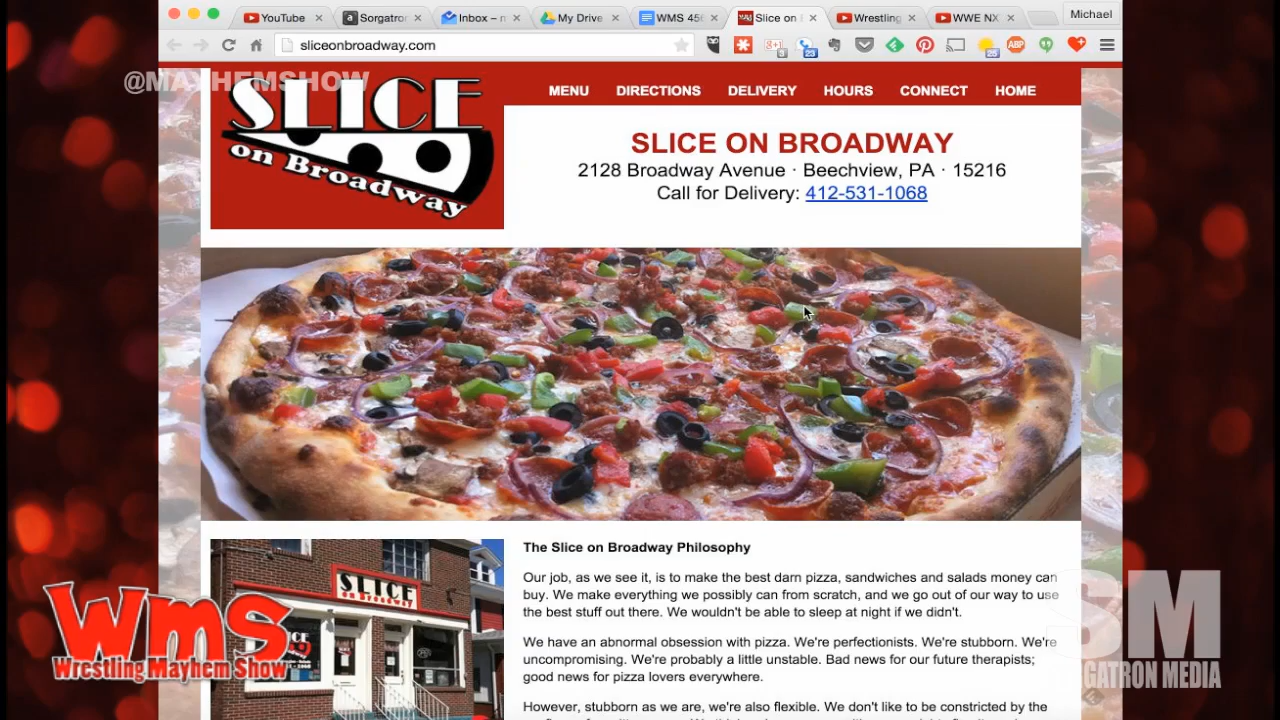 YouTube
Sorgatron
Inbox – n
My Drive
WMS 456
Slice on
Wrestling
WWE NX
Michael
sliceonbroadway.com
@MAYHEMSHOW
SLICE
on Broadway
MENU DIRECTIONS DELIVERY HOURS CONNECT HOME
SLICE ON BROADWAY
2128 Broadway Avenue · Beechview, PA · 15216
Call for Delivery: 412-531-1068
The Slice on Broadway Philosophy
Our job, as we see it, is to make the best darn pizza, sandwiches and salads money can
buy. We make everything we possibly can from scratch, and we go out of our way to use
the best stuff out there. We wouldn't be able to sleep at night if we didn't.
We have an abnormal obsession with pizza. We're perfectionists. We're stubborn. We're
uncompromising. We're probably a little unstable. Bad news for our future therapists;
good news for pizza lovers everywhere.
However, stubborn as we are, we're also flexible. We don't like to be constricted by the
SLICE
on Broadway
WMS
Wrestling Mayhem Show
SM
GATRON MEDIA